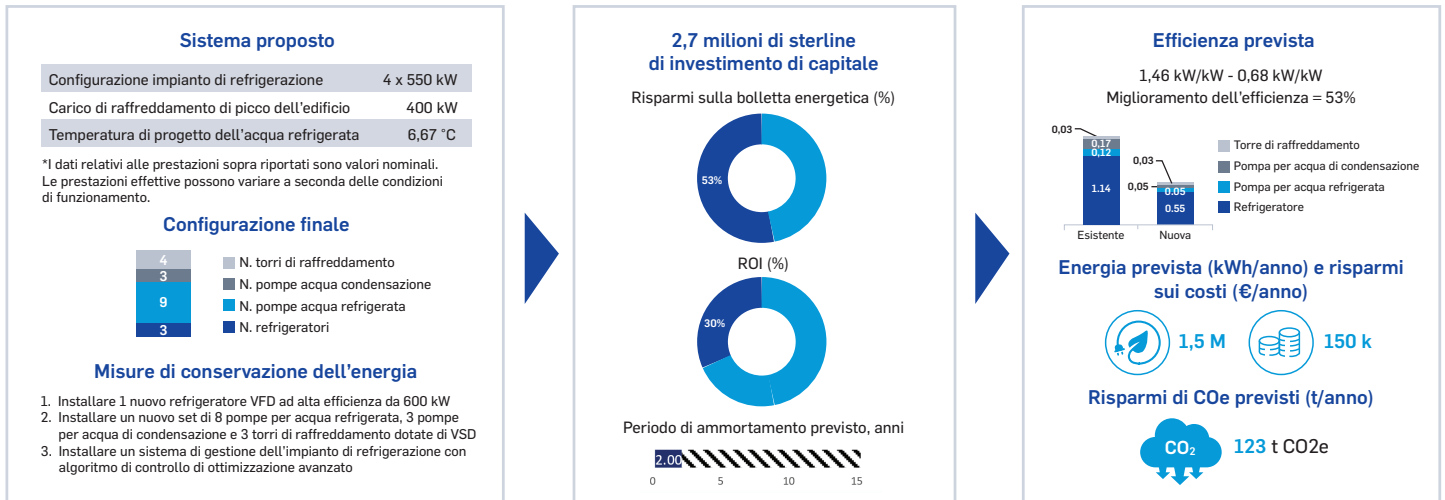 Sistema proposto
Configurazione impianto di refrigerazione 4 x 550 kW
Carico di raffreddamento di picco dell'edificio 400 kW
Temperatura di progetto dell'acqua refrigerata 6,67 °C
*I dati relativi alle prestazioni sopra riportati sono valori nominali.
Le prestazioni effettive possono variare a seconda delle condizioni
di funzionamento.
Configurazione finale
4
3
9
3
N. torri di raffreddamento
N. pompe acqua condensazione
N. pompe acqua refrigerata
N. refrigeratori
Misure di conservazione dell'energia
1. Installare 1 nuovo refrigeratore VFD ad alta efficienza da 600 kW
2. Installare un nuovo set di 8 pompe per acqua refrigerata, 3 pompe
per acqua di condensazione e 3 torri di raffreddamento dotate di VSD
3. Installare un sistema di gestione dell'impianto di refrigerazione con
algoritmo di controllo di ottimizzazione avanzato
2,7 milioni di sterline
di investimento di capitale
Risparmi sulla bolletta energetica (%)
53%
ROI (%)
30%
Periodo di ammortamento previsto, anni
2.00
0 5 10 15
Efficienza prevista
1,46 kW/kW - 0,68 kW/kW
Miglioramento dell'efficienza = 53%
0,03
0,17
0,12
1.14
0,03
0,05
0.05
0.55
Esistente Nuova
Torre di raffreddamento
Pompa per acqua di condensazione
Pompa per acqua refrigerata
Refrigeratore
Energia prevista (kWh/anno) e risparmi
sui costi (€/anno)
1,5 M 150 k
Risparmi di COe previsti (t/anno)
CO₂
123 t CO2e